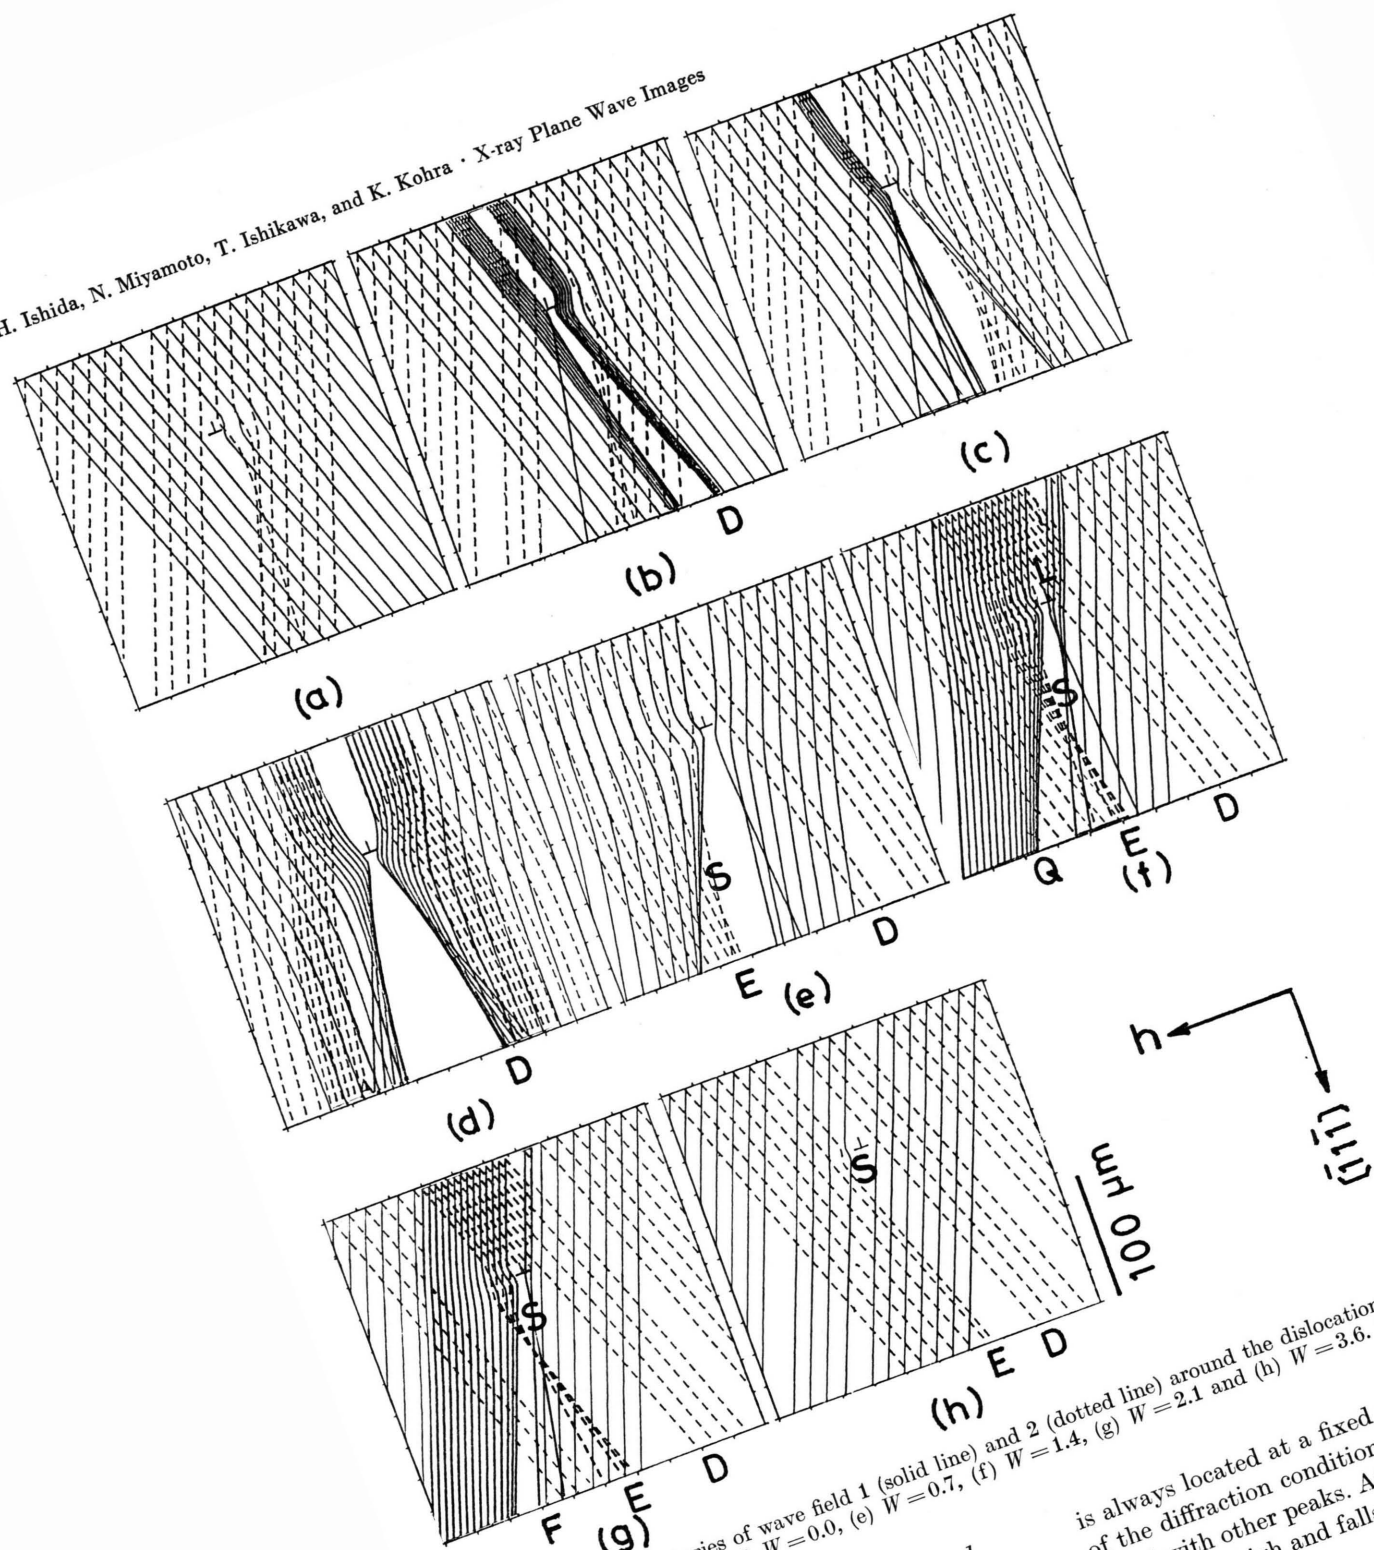 H. Ishida, N. Miyamoto, T. Ishikawa, and K. Kohra · X-ray Plane Wave Images
(a)
(b)
D
(c)
(d)
D
S
E
(e)
D
L
S
Q
E
(f)
D
h
(1̄11̄)
100 μm
S
F
E
(g)
D
S
(h)
E
D
of wave field 1 (solid line) and 2 (dotted line) around the dislocation
W = 0.0, (e) W = 0.7, (f) W = 1.4, (g) W = 2.1 and (h) W = 3.6.
is always located at a fixed
of the diffraction condition
with other peaks.
and